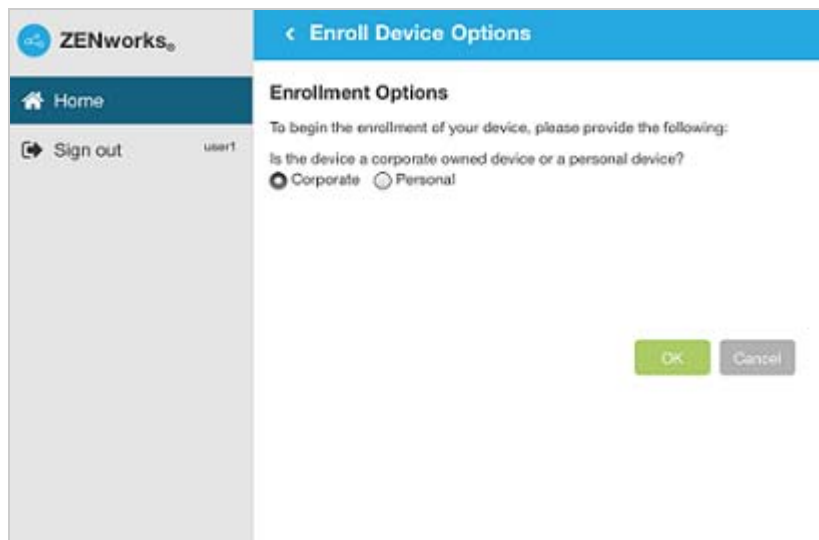 ZENworks®
Enroll Device Options
Home
Sign out user1
Enrollment Options
To begin the enrollment of your device, please provide the following:
Is the device a corporate owned device or a personal device?
Corporate Personal
OK Cancel